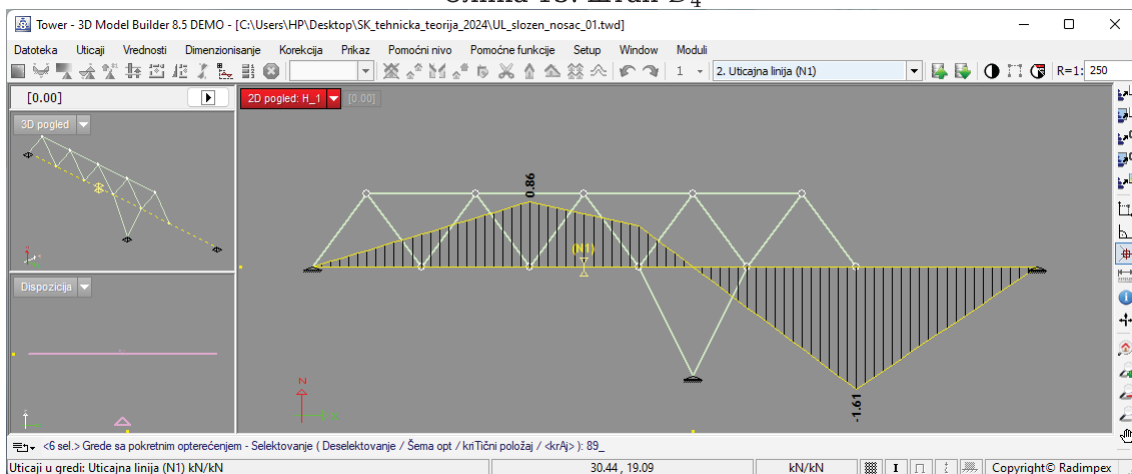 Слика 18: Штап D4
Tower - 3D Model Builder 8.5 DEMO - [C:\Users\HP\Desktop\SK_tehnicka_teorija_2024\UL_slozen_nosac_01.twd]
Datoteka Uticaji Vrednosti Dimenzionisanje Korekcija Prikaz Pomoćni nivo Pomoćne funkcije Setup Window Moduli
1 2. Uticajna linija (N1) R=1: 250
[0.00]
2D pogled: H_1 [0.00]
3D pogled
0.86
(N1)
Dispozicija
N
-1.61
<6 sel.> Grede sa pokretnim opterećenjem - Selektovanje ( Deselektovanje / Šema opt / kriTični položaj / <krAj> ): 89_
Uticaji u gredi: Uticajna linija (N1) kN/kN 30.44 , 19.09 kN/kN Copyright© Radimpex